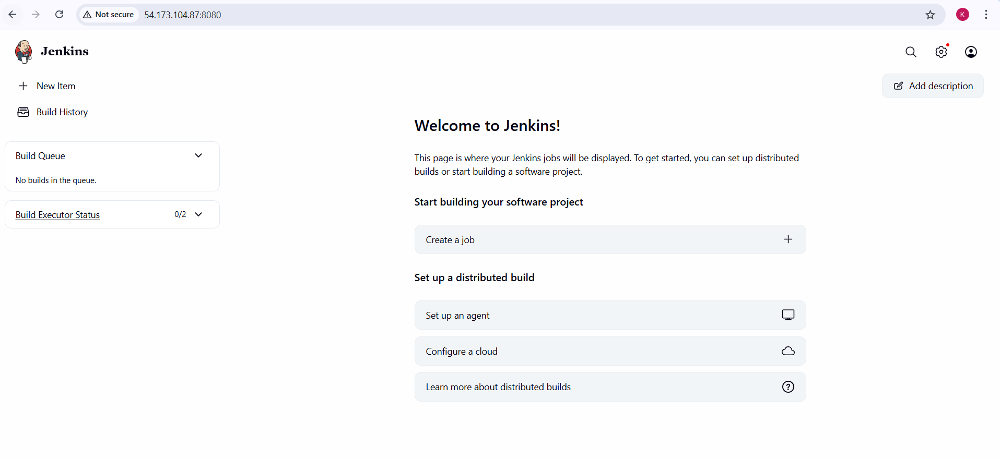 Not secure
54.173.104.87:8080
K
Jenkins
New Item
Add description
Build History
Welcome to Jenkins!
Build Queue
No builds in the queue.
This page is where your Jenkins jobs will be displayed. To get started, you can set up distributed
builds or start building a software project.
Build Executor Status
0/2
Start building your software project
Create a job
Set up a distributed build
Set up an agent
Configure a cloud
Learn more about distributed builds